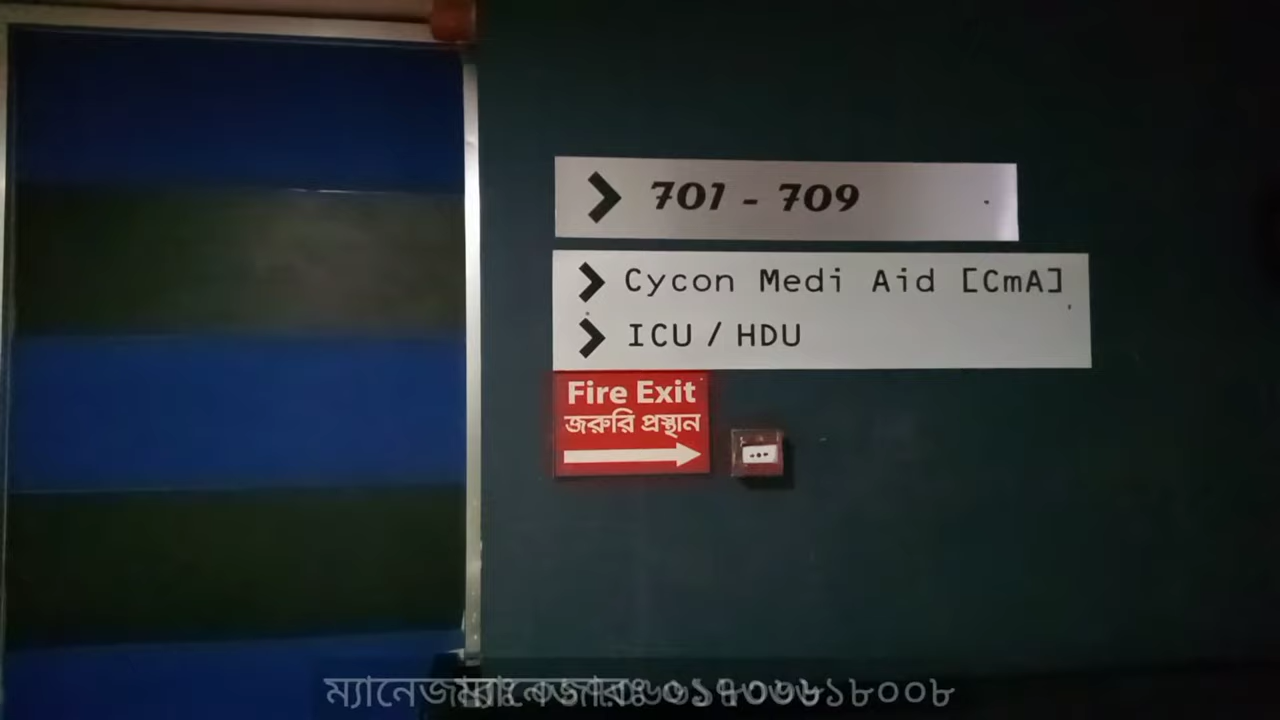 701 - 709
Cycon Medi Aid [CmA]
ICU / HDU
Fire Exit
জরুরি প্রস্থান